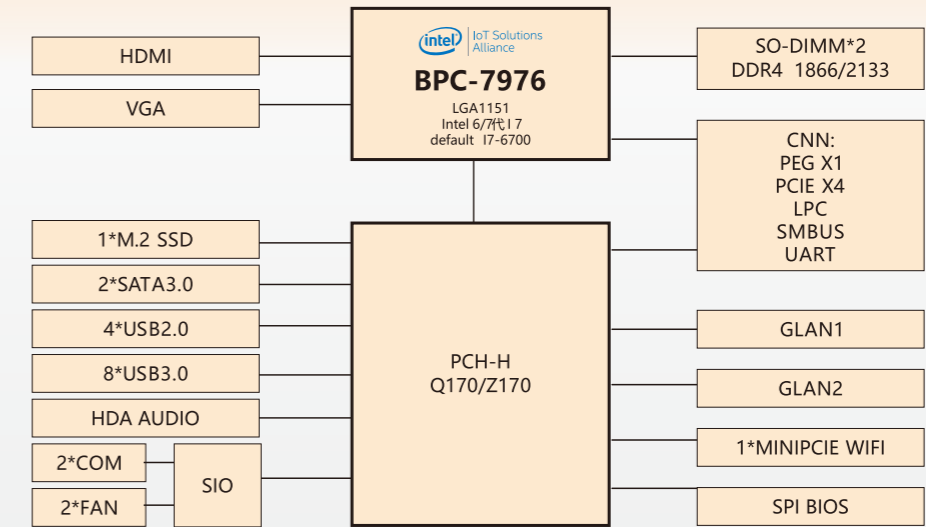 HDMI
VGA
intel
IoT Solutions
Alliance
BPC-7976
LGA1151
Intel 6/7代 I 7
default I7-6700
SO-DIMM*2
DDR4 1866/2133
CNN:
PEG X1
PCIE X4
LPC
SMBUS
UART
1*M.2 SSD
2*SATA3.0
4*USB2.0
8*USB3.0
HDA AUDIO
2*COM
2*FAN
SIO
PCH-H
Q170/Z170
GLAN1
GLAN2
1*MINIPCIE WIFI
SPI BIOS